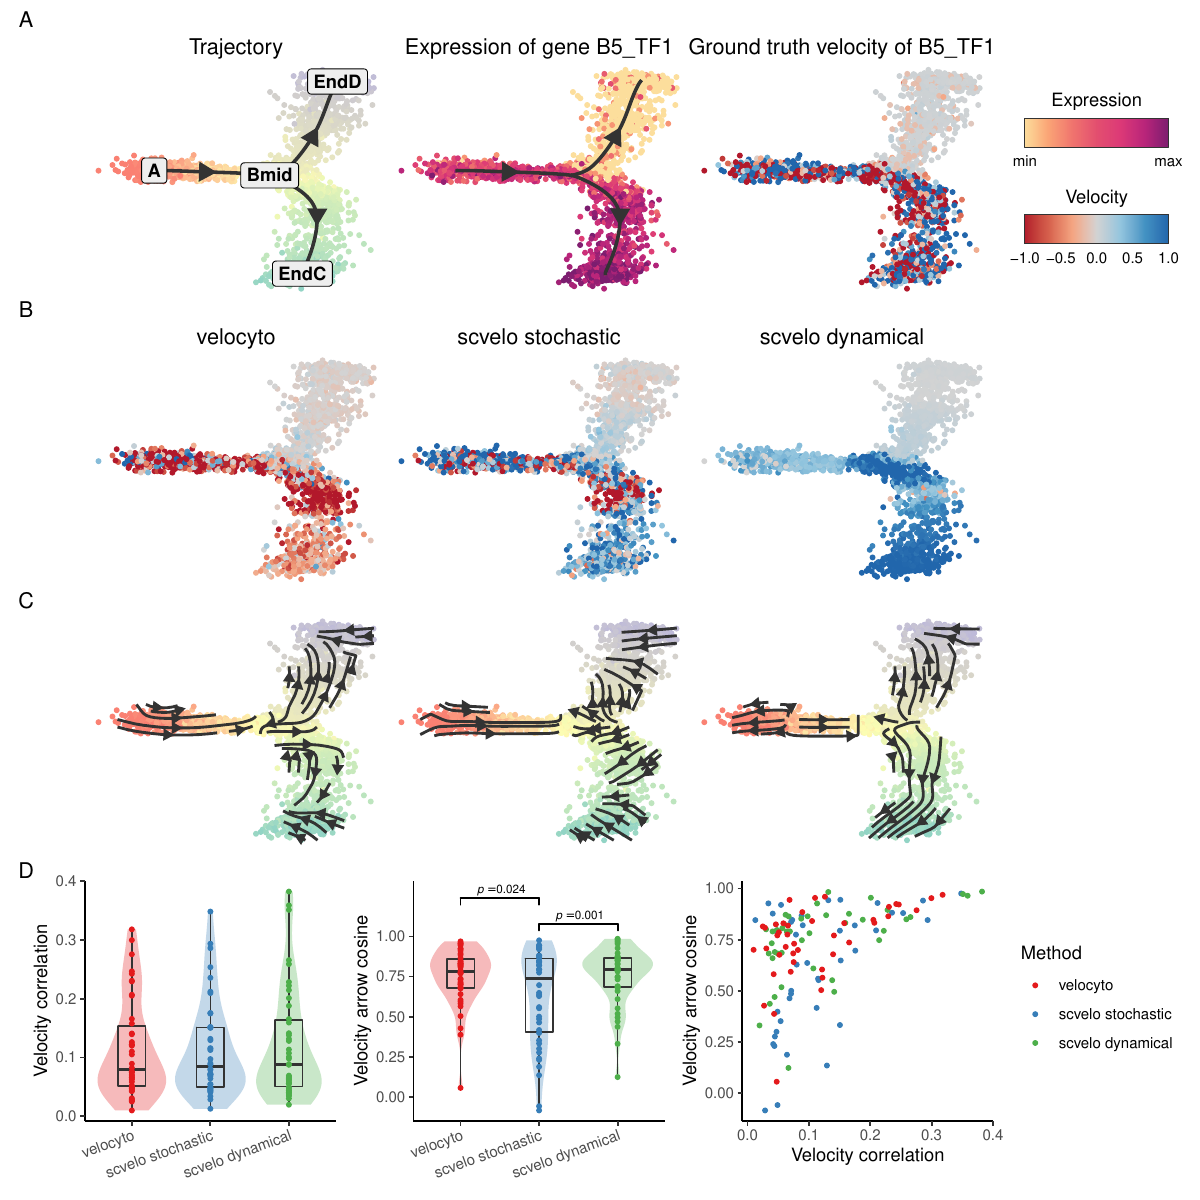 A
Trajectory
Expression of gene B5_TF1
Ground truth velocity of B5_TF1
EndD
A
Bmid
EndC
Expression
min
max
Velocity
−1.0 −0.5 0.0 0.5 1.0
B
velocyto
scvelo stochastic
scvelo dynamical
C
D
Velocity correlation
0.4
0.3
0.2
0.1
0.0
velocyto
scvelo stochastic
scvelo dynamical
Velocity arrow cosine
1.00
0.75
0.50
0.25
0.00
p =0.024
p =0.001
velocyto
scvelo stochastic
scvelo dynamical
Velocity arrow cosine
1.00
0.75
0.50
0.25
0.00
0.0 0.1 0.2 0.3 0.4
Velocity correlation
Method
velocyto
scvelo stochastic
scvelo dynamical